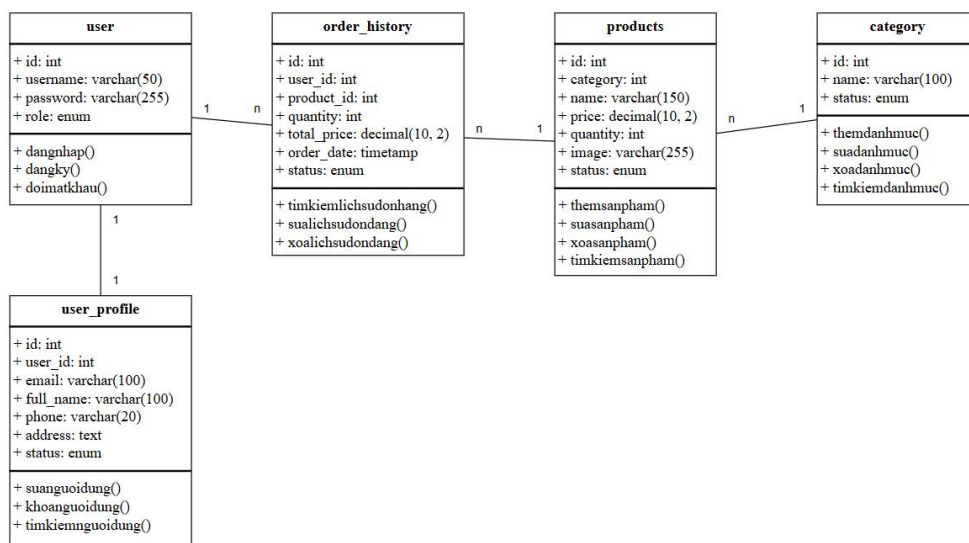 user
+ id: int
+ username: varchar(50)
+ password: varchar(255)
+ role: enum
+ dangnhap()
+ dangky()
+ doimatkhau()
1
n
order_history
+ id: int
+ user_id: int
+ product_id: int
+ quantity: int
+ total_price: decimal(10, 2)
+ order_date: timetamp
+ status: enum
+ timkiemlichsudonhang()
+ sualichsudondang()
+ xoalichsudondang()
n
1
products
+ id: int
+ category: int
+ name: varchar(150)
+ price: decimal(10, 2)
+ quantity: int
+ image: varchar(255)
+ status: enum
+ themsanpham()
+ suasanpham()
+ xoasanpham()
+ timkiemsanpham()
n
1
category
+ id: int
+ name: varchar(100)
+ status: enum
+ themdanhmuc()
+ suadanhmuc()
+ xoadanhmuc()
+ timkiemdanhmuc()
1
1
user_profile
+ id: int
+ user_id: int
+ email: varchar(100)
+ full_name: varchar(100)
+ phone: varchar(20)
+ address: text
+ status: enum
+ suanguoidung()
+ khoanguoidung()
+ timkiemnguoidung()